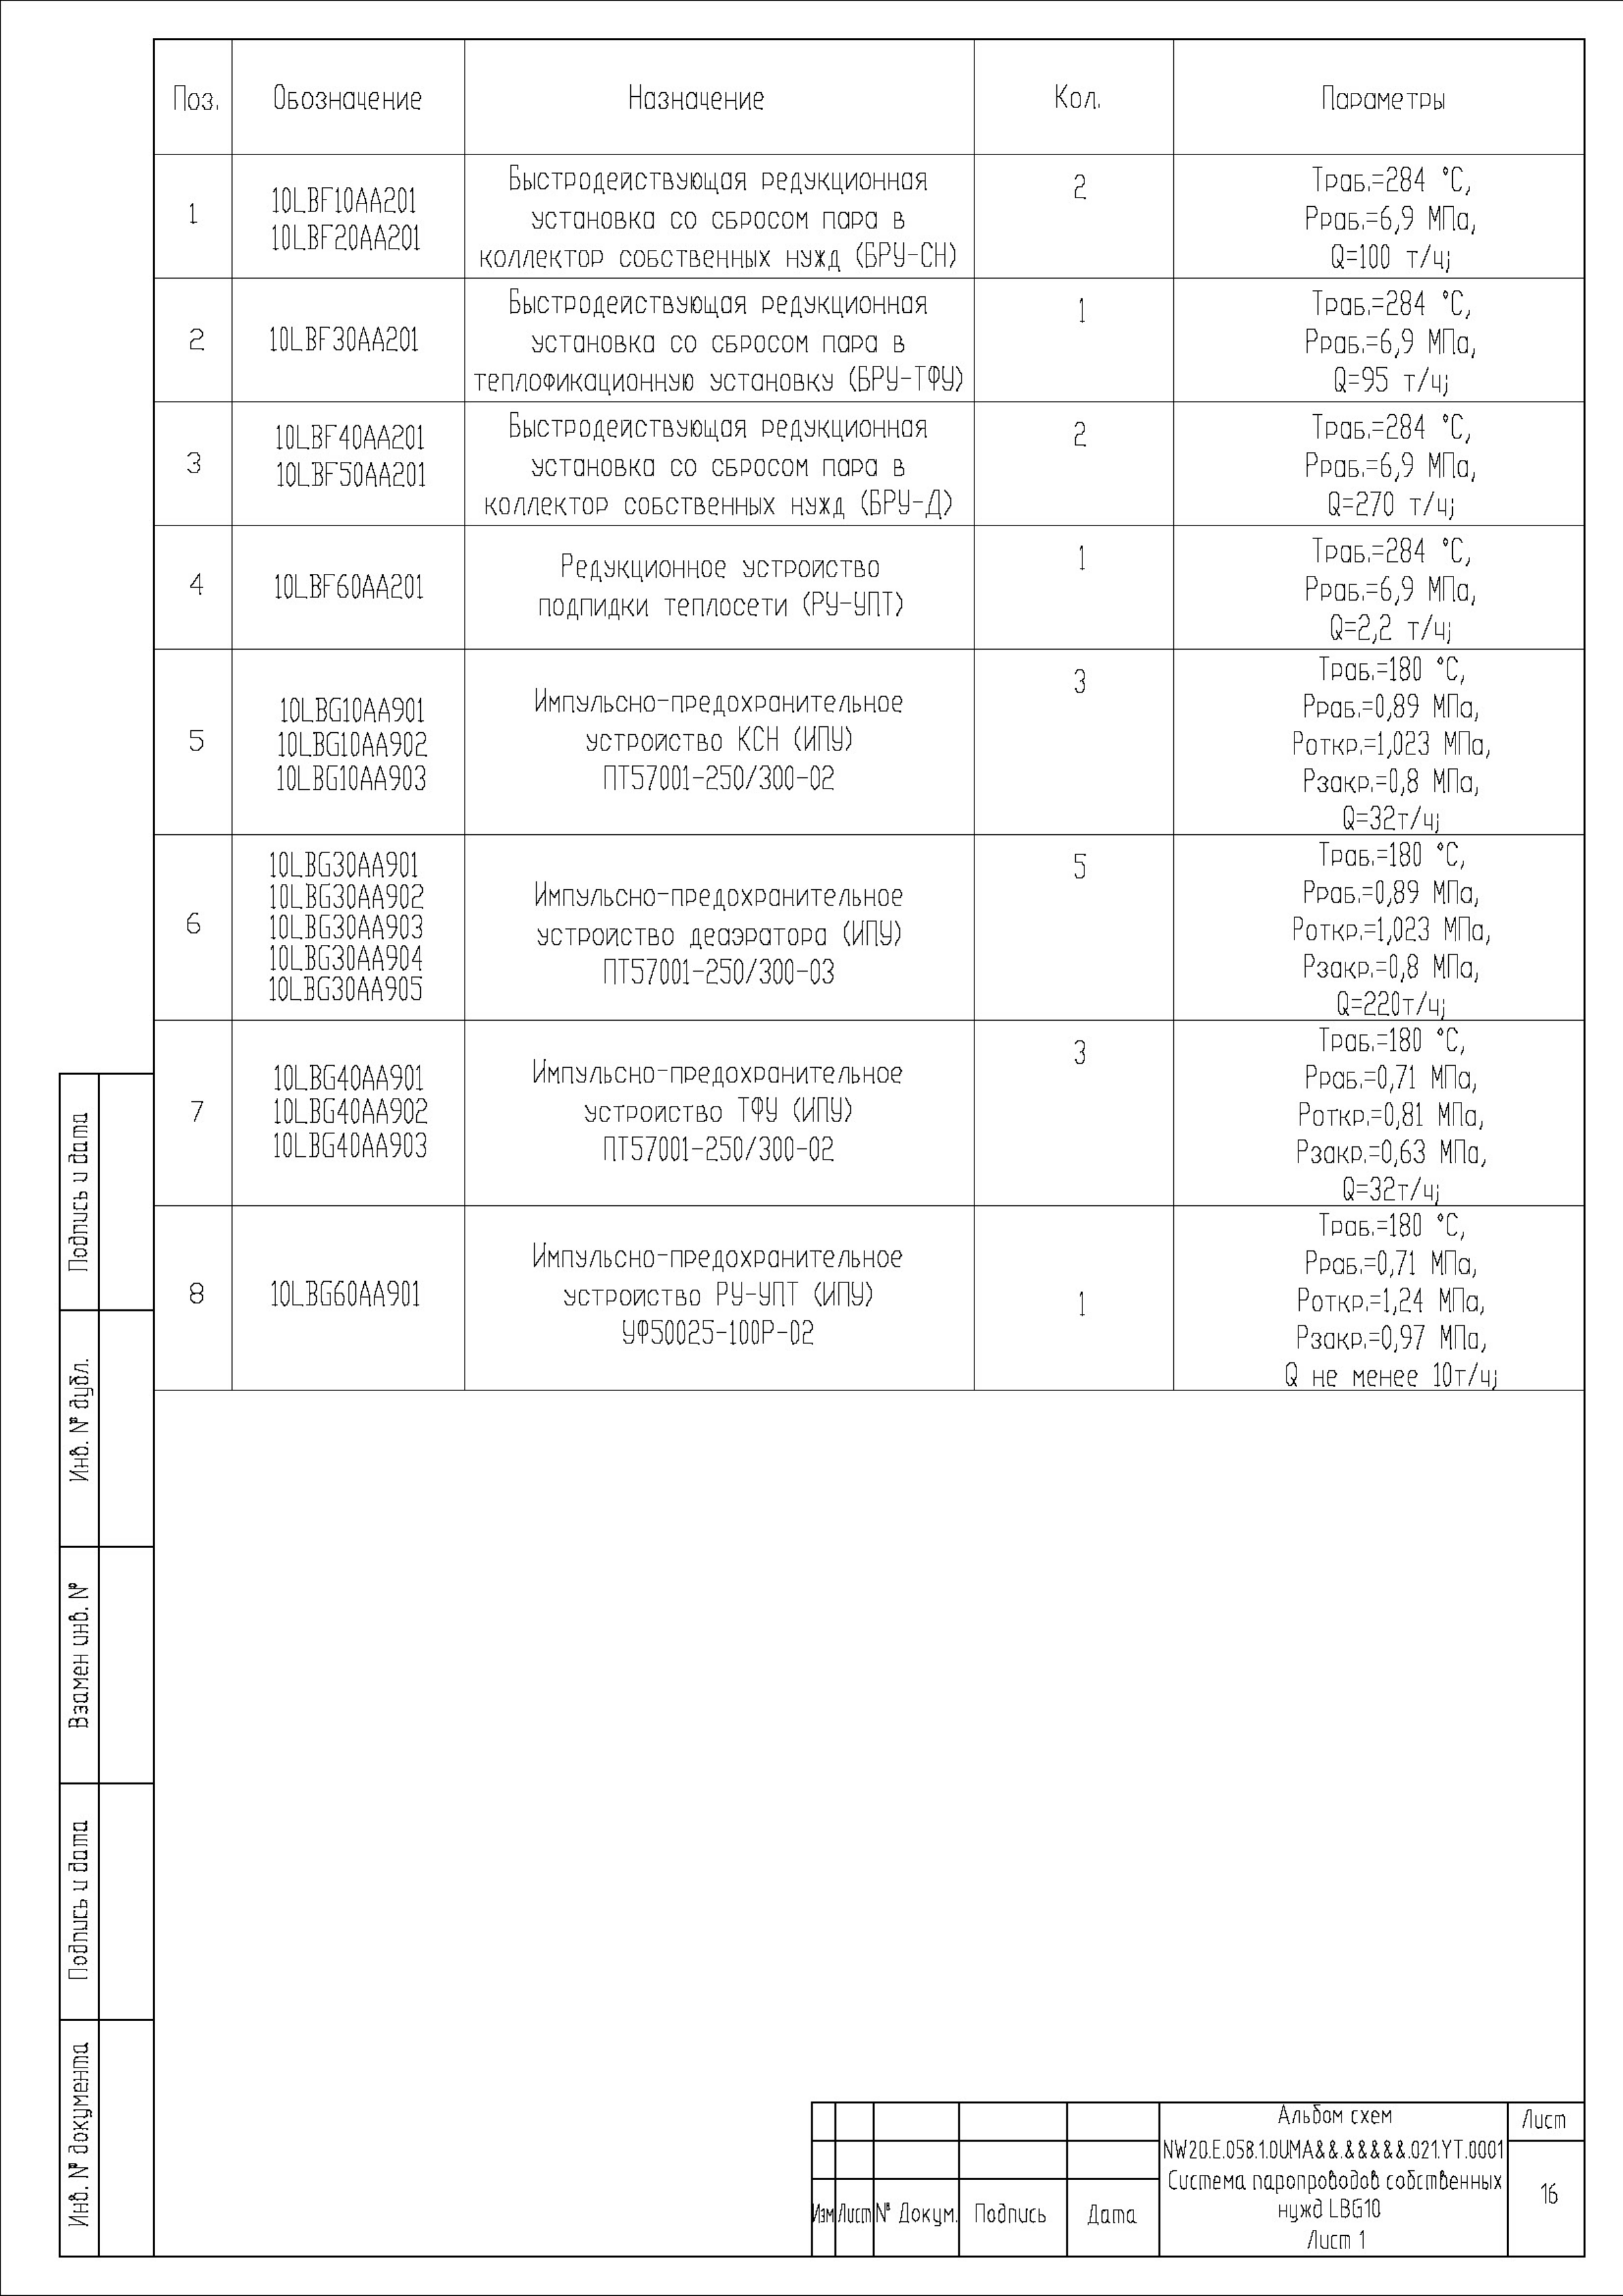 Поз.
Обозначение
Назначение
Кол.
Параметры
1
10LBF10AA201
10LBF20AA201
Быстродействующая редукционная
установка со сбросом пара в
коллектор собственных нужд (БРУ-СН)
2
Траб.=284 °С,
Рраб.=6,9 МПа,
Q=100 т/ч;
2
10LBF30AA201
Быстродействующая редукционная
установка со сбросом пара в
теплофикационную установку (БРУ-ТФУ)
1
Траб.=284 °С,
Рраб.=6,9 МПа,
Q=95 т/ч;
3
10LBF40AA201
10LBF50AA201
Быстродействующая редукционная
установка со сбросом пара в
коллектор собственных нужд (БРУ-Д)
2
Траб.=284 °С,
Рраб.=6,9 МПа,
Q=270 т/ч;
4
10LBF60AA201
Редукционное устройство
подпидки теплосети (РУ-УПТ)
1
Траб.=284 °С,
Рраб.=6,9 МПа,
Q=2,2 т/ч;
5
10LBG10AA901
10LBG10AA902
10LBG10AA903
Импульсно-предохранительное
устройство КСН (ИПУ)
ПТ57001-250/300-02
3
Траб.=180 °С,
Рраб.=0,89 МПа,
Роткр.=1,023 МПа,
Рзакр.=0,8 МПа,
Q=32т/ч;
6
10LBG30AA901
10LBG30AA902
10LBG30AA903
10LBG30AA904
10LBG30AA905
Импульсно-предохранительное
устройство деаэратора (ИПУ)
ПТ57001-250/300-03
5
Траб.=180 °С,
Рраб.=0,89 МПа,
Роткр.=1,023 МПа,
Рзакр.=0,8 МПа,
Q=220т/ч;
7
10LBG40AA901
10LBG40AA902
10LBG40AA903
Импульсно-предохранительное
устройство ТФУ (ИПУ)
ПТ57001-250/300-02
3
Траб.=180 °С,
Рраб.=0,71 МПа,
Роткр.=0,81 МПа,
Рзакр.=0,63 МПа,
Q=32т/ч;
8
10LBG60AA901
Импульсно-предохранительное
устройство РУ-УПТ (ИПУ)
УФ50025-100Р-02
1
Траб.=180 °С,
Рраб.=0,71 МПа,
Роткр.=1,24 МПа,
Рзакр.=0,97 МПа,
Q не менее 10т/ч;
Подпись и дата
Инв. № дубл.
Взамен инв. №
Подпись и дата
Инв. № документа
Изм
Лист
№ Докум.
Подпись
Дата
Альбом схем
NW20.E.058.1.0UMA&&.&&&&&.021.YT.0001
Система паропроводов собственных
нужд LBG10
Лист 1
Лист
16